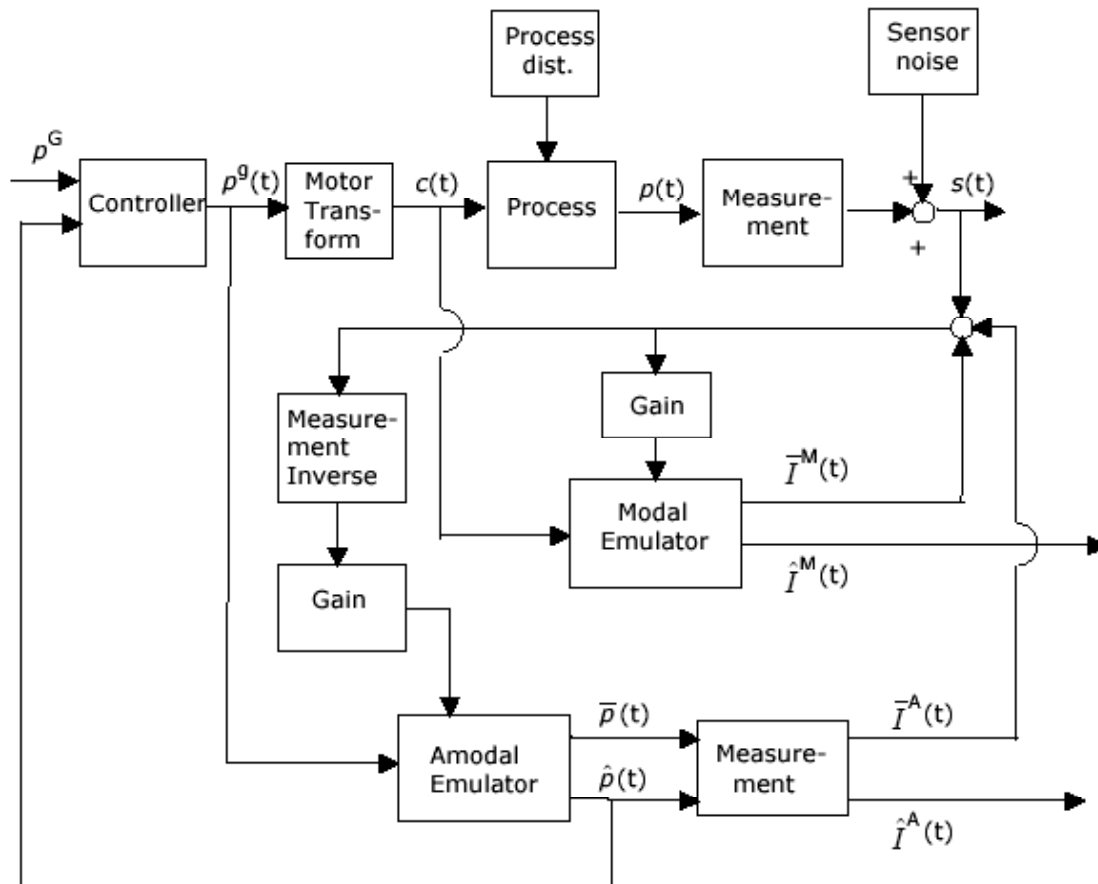 Process
dist.
Sensor
noise
p^G
Controller
p^g(t)
Motor
Trans-
form
c(t)
Process
p(t)
Measure-
ment
+
+
s(t)
Measure-
ment
Inverse
Gain
Modal
Emulator
I̅^M(t)
Î^M(t)
Gain
Amodal
Emulator
p̅(t)
p̂(t)
Measure-
ment
I̅^A(t)
Î^A(t)